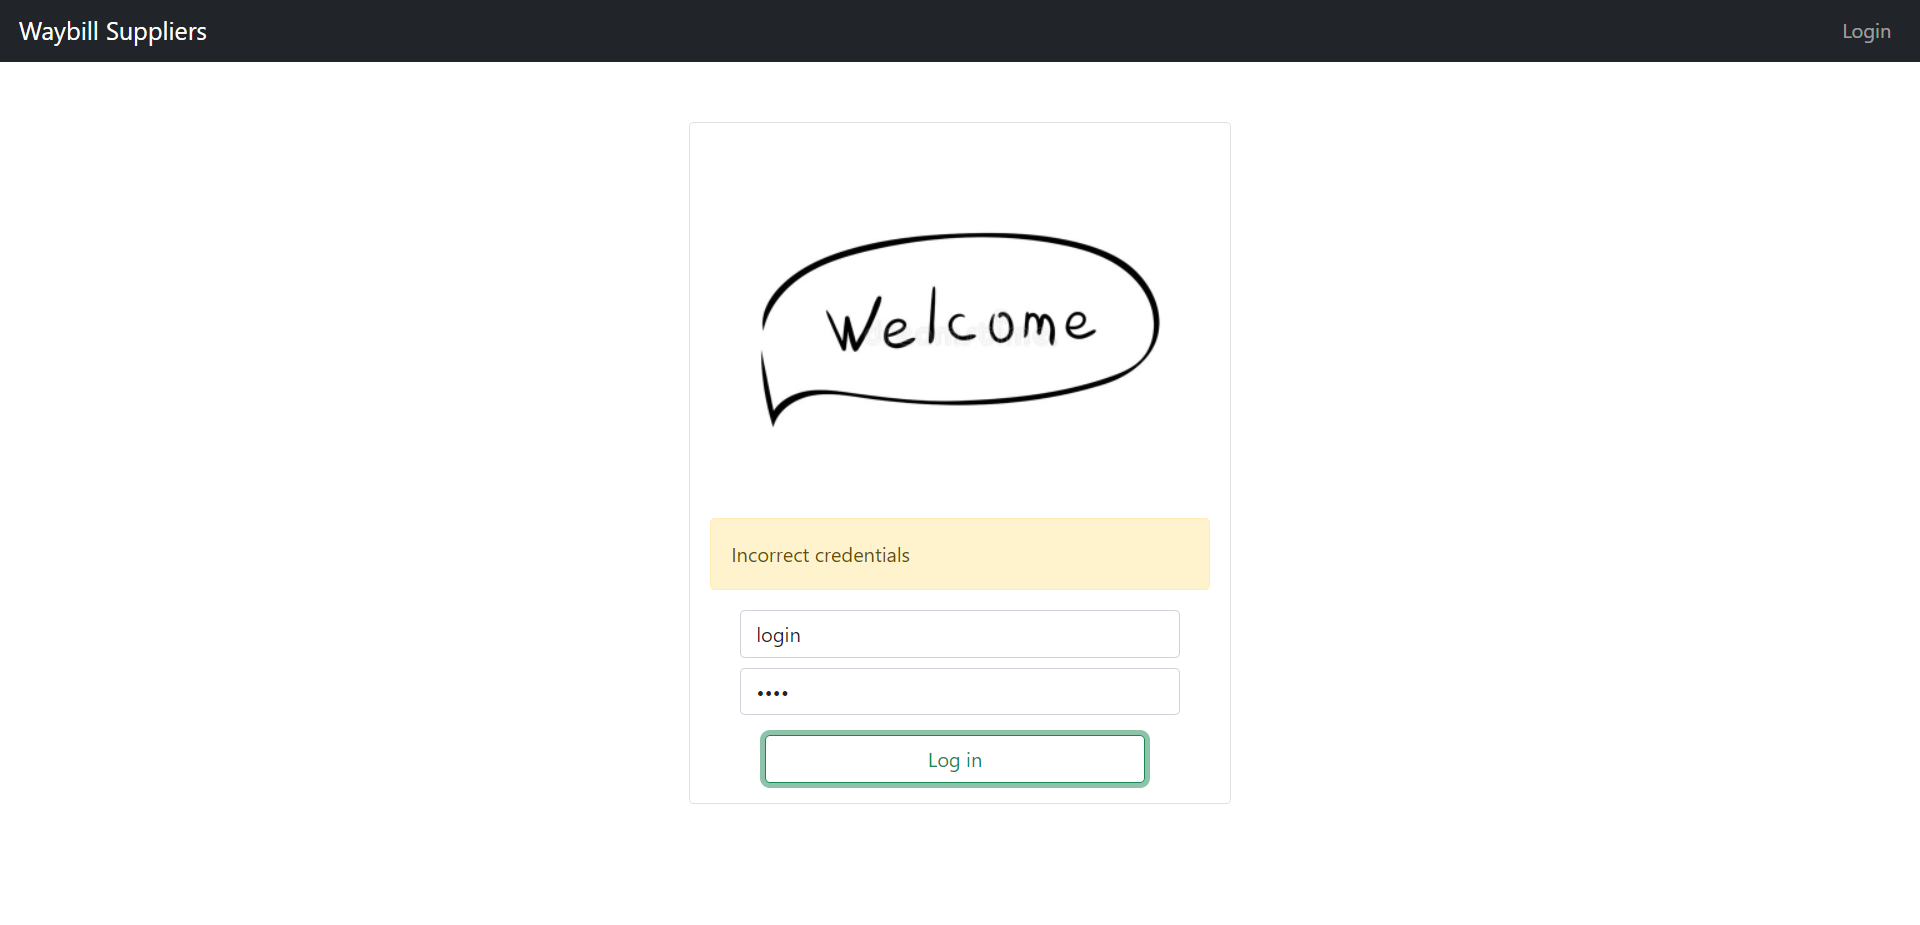 Waybill Suppliers
Login
Welcome
Incorrect credentials
login
••••
Log in